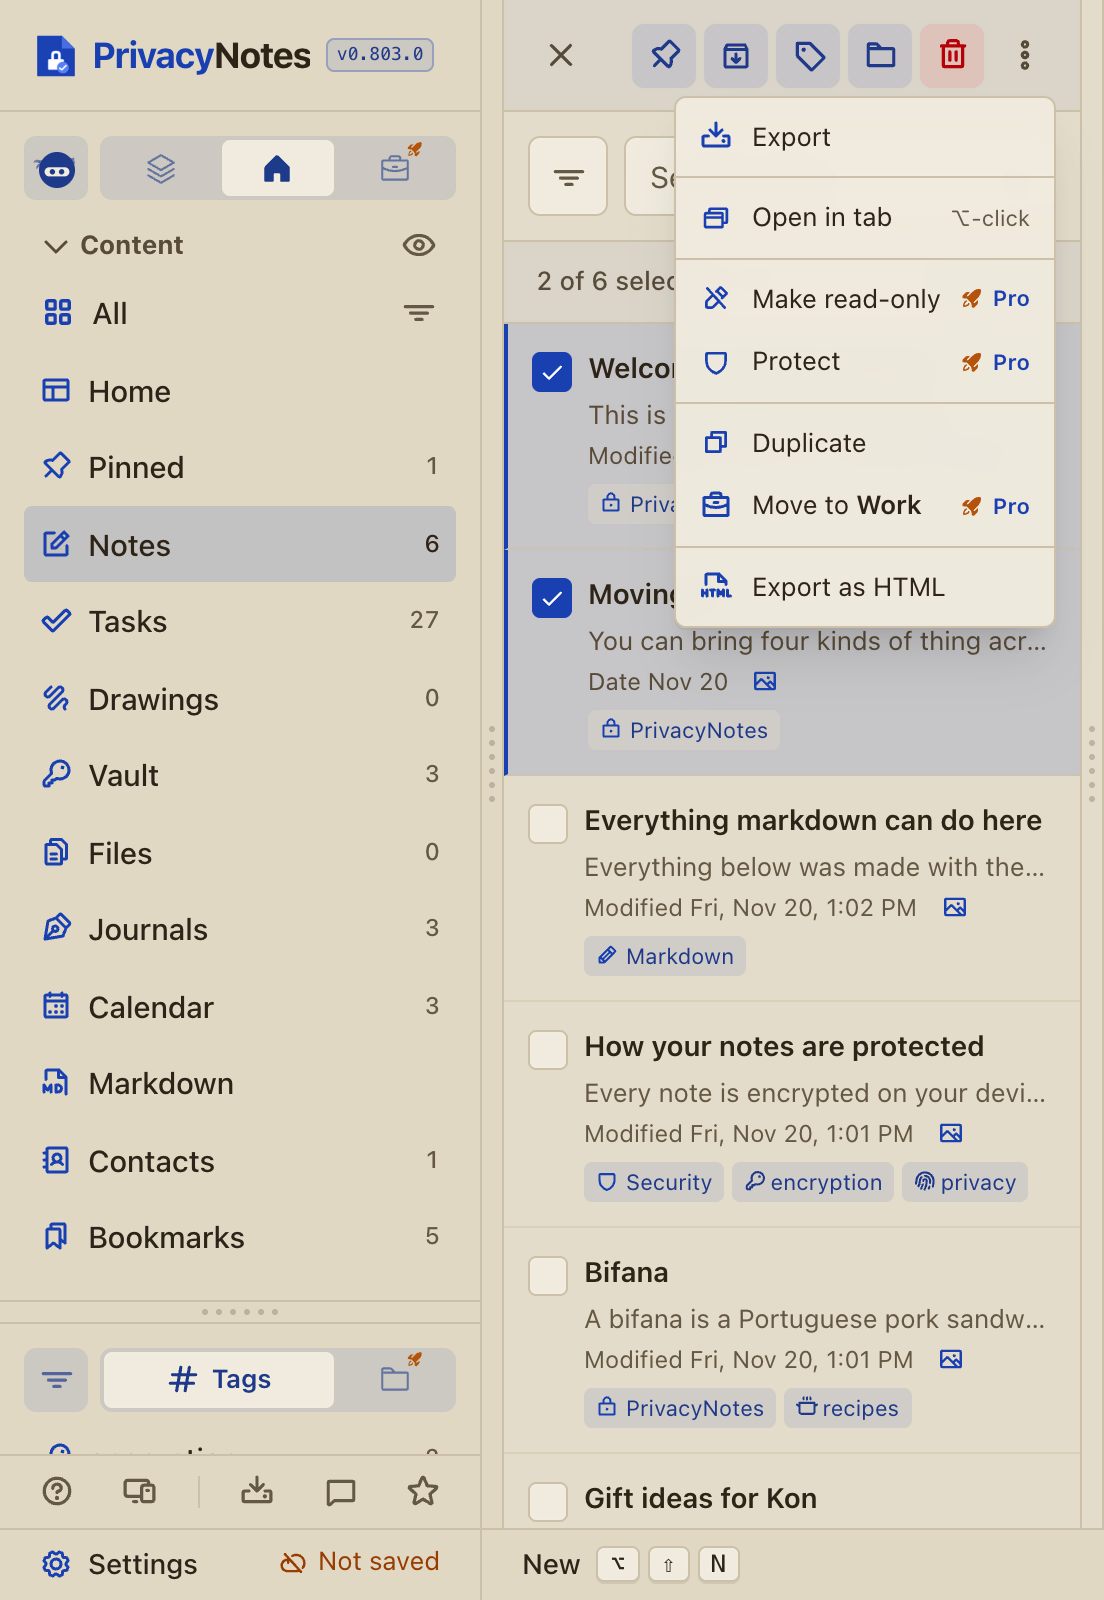 PrivacyNotes v0.803.0
Content
All
Home
Pinned 1
Notes 6
Tasks 27
Drawings 0
Vault 3
Files 0
Journals 3
Calendar 3
MD Markdown
Contacts 1
Bookmarks 5
# Tags
Settings Not saved
2 of 6
This is
PrivacyNotes
You can bring four kinds of thing acr...
Date Nov 20
Everything markdown can do here
Everything below was made with the...
Modified Fri, Nov 20, 1:02 PM
Markdown
How your notes are protected
Every note is encrypted on your devi...
Modified Fri, Nov 20, 1:01 PM
Security encryption privacy
Bifana
A bifana is a Portuguese pork sandw...
Modified Fri, Nov 20, 1:01 PM
PrivacyNotes recipes
Gift ideas for Kon
New ⌥ ⇧ N
Export
Open in tab ⌥-click
Make read-only Pro
Protect Pro
Duplicate
Move to Work Pro
HTML Export as HTML